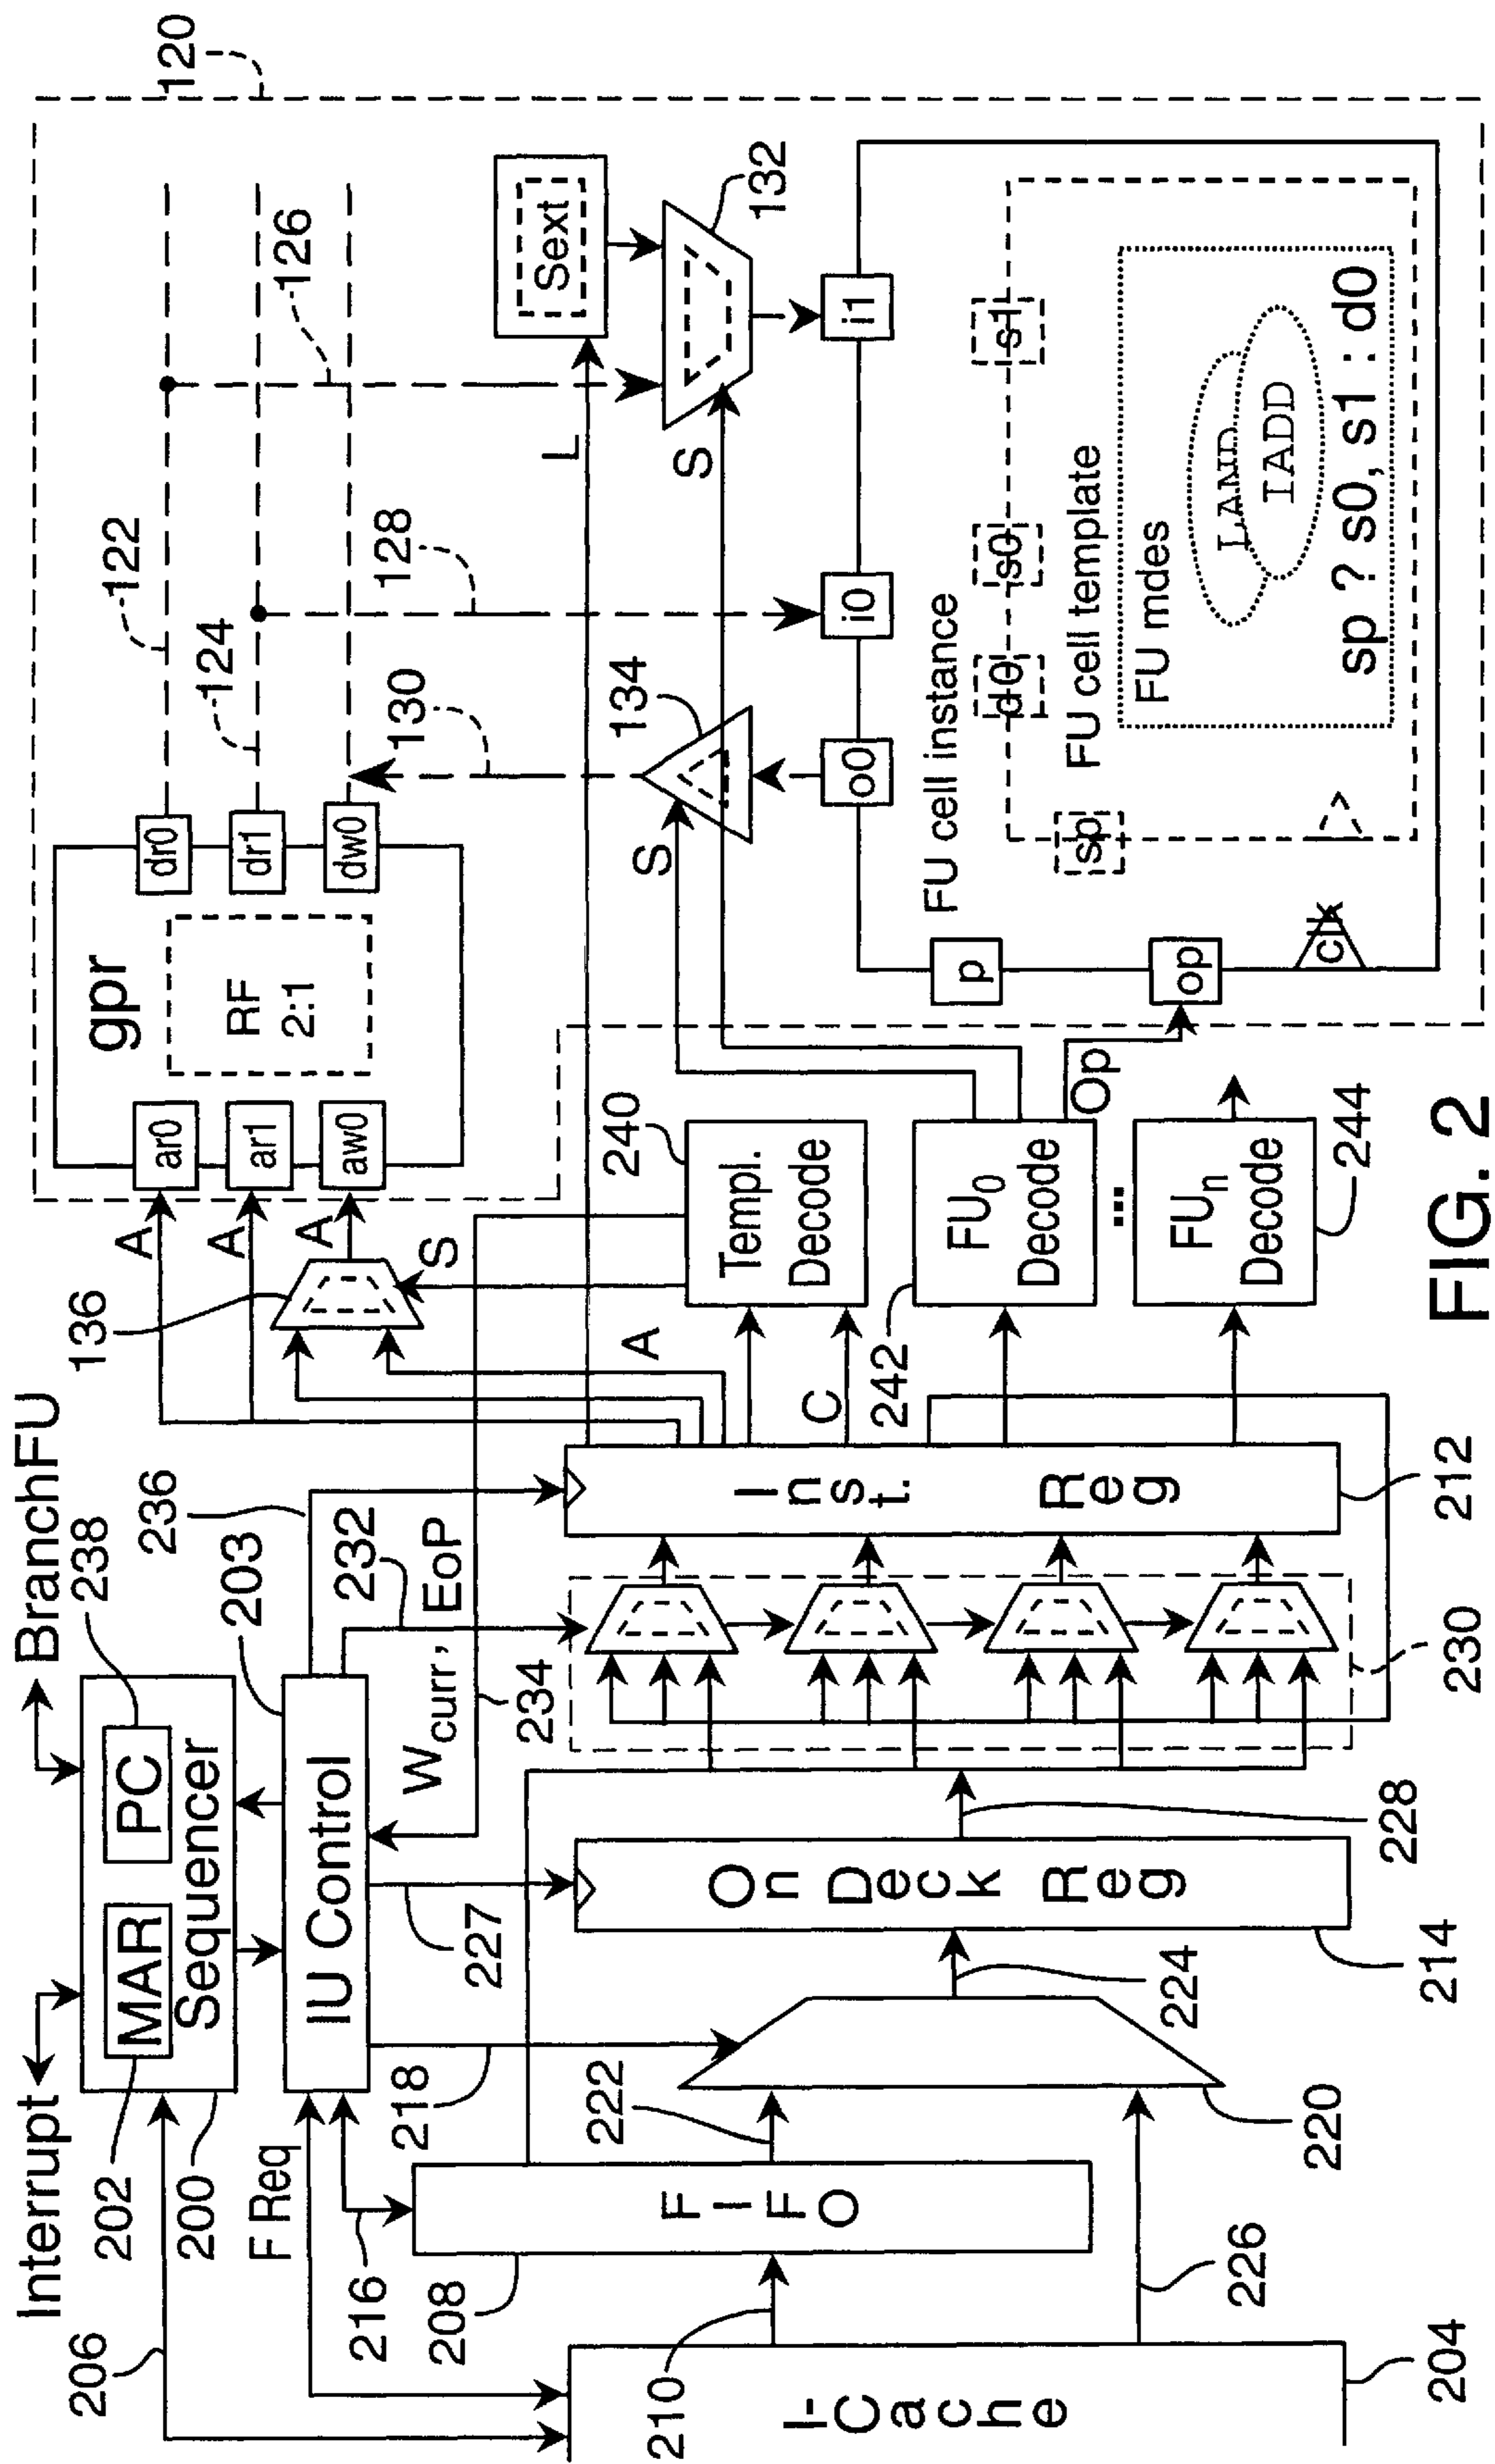 Interrupt
BranchFU
206
202
200
MAR
PC
Sequencer
238
236
203
F Req
IU Control
216
218
227
232
W curr, EoP
234
208
FIFO
222
210
I-Cache
204
226
220
224
On Deck Reg
214
228
230
Inst. Reg
212
136
A
A
A
S
A
C
240
Templ. Decode
242
FU0 Decode
...
FUn Decode
244
Op
gpr
RF
2:1
ar0
ar1
aw0
dr0
dr1
dw0
122
124
126
128
130
120
L
S
S
134
132
Sext
o0
i0
i1
p
op
clk
FU cell instance
sp
d0
s0
s1
FU cell template
FU mdes
LAND
IADD
sp ? s0, s1 : d0
FIG. 2